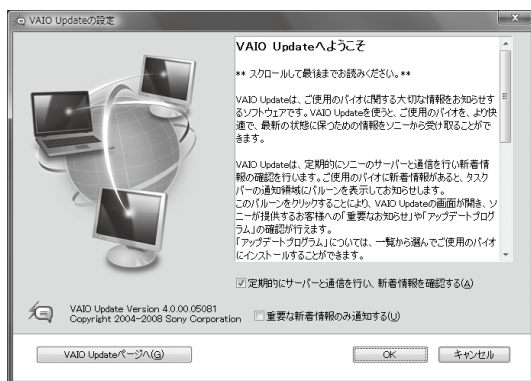 VAIO Updateの設定
VAIO Updateへようこそ
** スクロールして最後までお読みください。**
VAIO Updateは、ご使用のバイオに関する大切な情報をお知らせす
るソフトウェアです。VAIO Updateを使うと、ご使用のバイオを、より快
適で、最新の状態に保つための情報をソニーから受け取ることがで
きます。
VAIO Updateは、定期的にソニーのサーバーと通信を行い新着情
報の確認を行います。ご使用のバイオに新着情報があると、タスク
バーの通知領域にバルーンを表示してお知らせします。
このバルーンをクリックすることにより、VAIO Updateの画面が開き、ソ
ニーが提供するお客様への「重要なお知らせ」や「アップデートプログ
ラム」の確認が行えます。
「アップデートプログラム」については、一覧から選んでご使用のバイオ
にインストールすることができます。
定期的にサーバーと通信を行い、新着情報を確認する(A)
VAIO Update Version 4.0.00.05081
Copyright 2004-2008 Sony Corporation
重要な新着情報のみ通知する(U)
VAIO Updateページへ(G)
OK
キャンセル